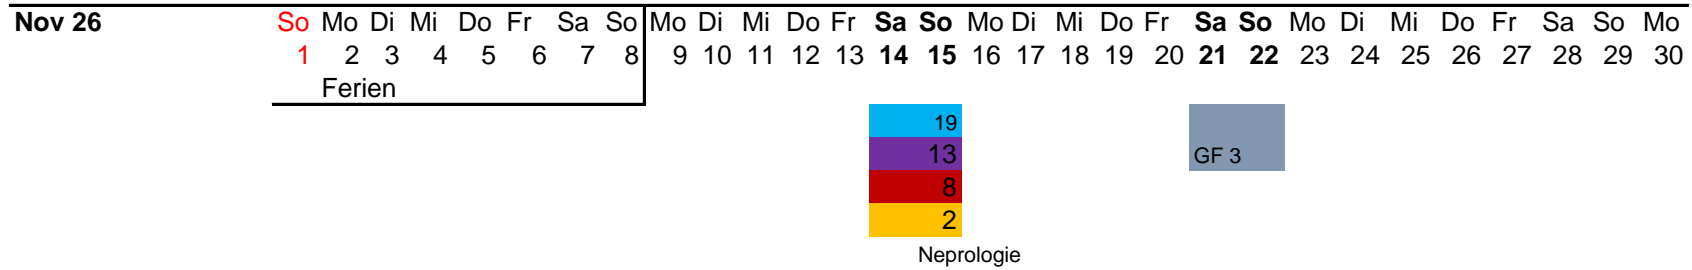 Nov 26 So Mo Di Mi Do Fr Sa So Mo Di Mi Do Fr Sa So Mo Di Mi Do Fr Sa So Mo Di Mi Do Fr Sa So Mo
1 2 3 4 5 6 7 8 9 10 11 12 13 14 15 16 17 18 19 20 21 22 23 24 25 26 27 28 29 30
Ferien
19
13 GF 3
8
2
Neprologie